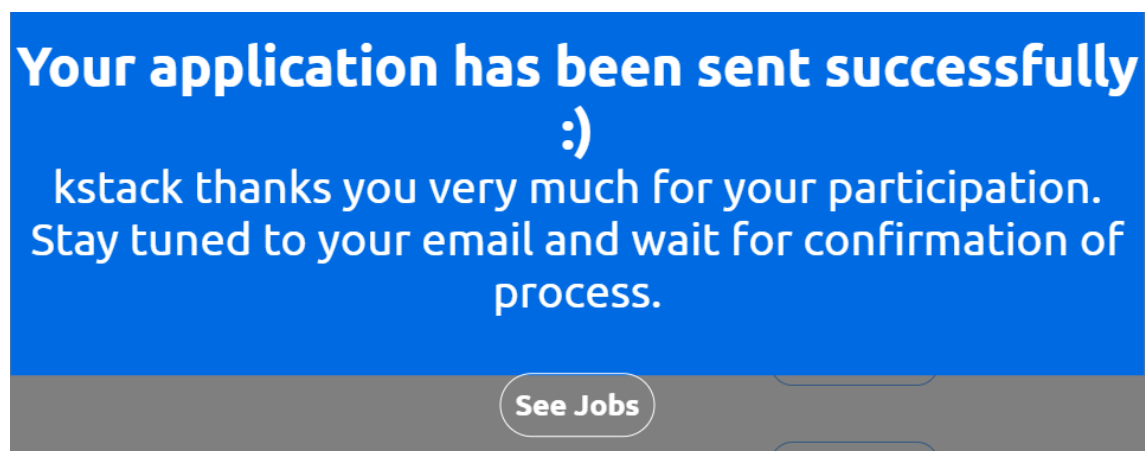 Your application has been sent successfully
:)
kstack thanks you very much for your participation.
Stay tuned to your email and wait for confirmation of
process.
See Jobs